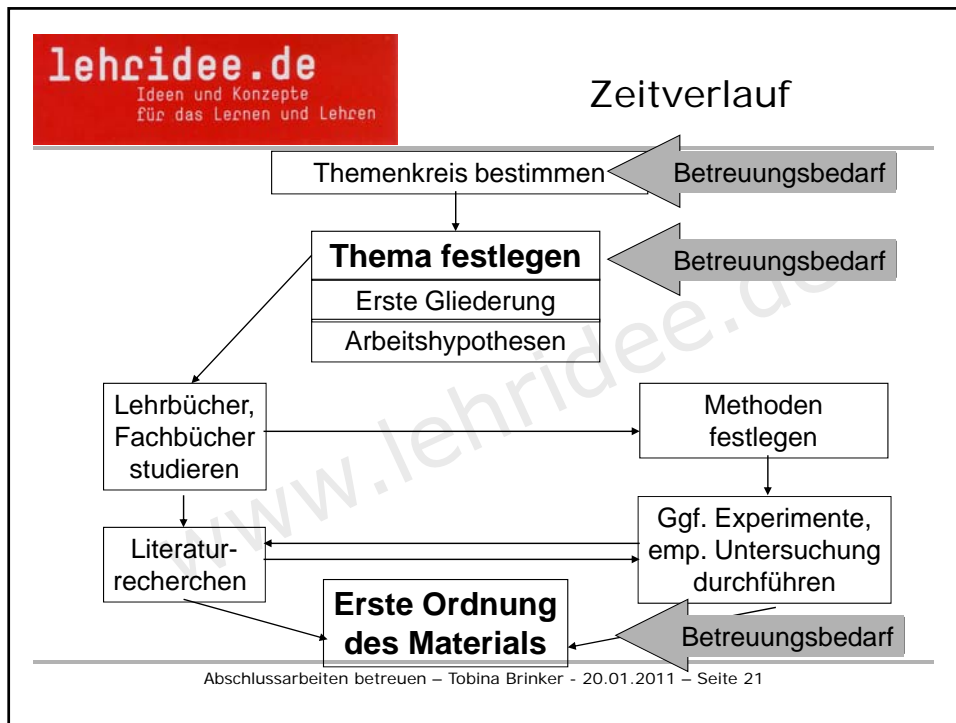 lehridee.de
Ideen und Konzepte
für das Lernen und Lehren
Zeitverlauf
Themenkreis bestimmen
Betreuungsbedarf
Thema festlegen
Betreuungsbedarf
Erste Gliederung
Arbeitshypothesen
Lehrbücher,
Fachbücher
studieren
Methoden
festlegen
Literatur-
recherchen
Ggf. Experimente,
emp. Untersuchung
durchführen
Erste Ordnung
des Materials
Betreuungsbedarf
www.lehridee.de
Abschlussarbeiten betreuen – Tobina Brinker - 20.01.2011 – Seite 21